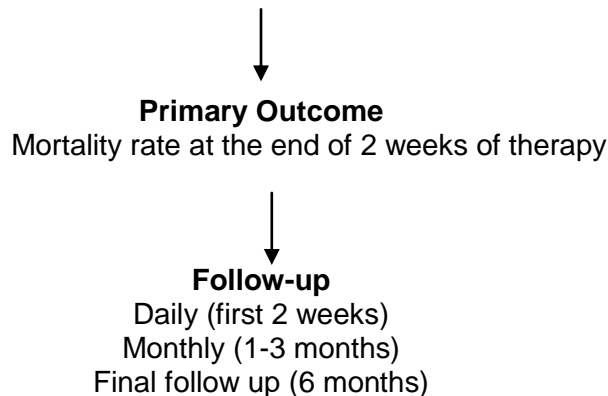 Primary Outcome
Mortality rate at the end of 2 weeks of therapy
Follow-up
Daily (first 2 weeks)
Monthly (1-3 months)
Final follow up (6 months)